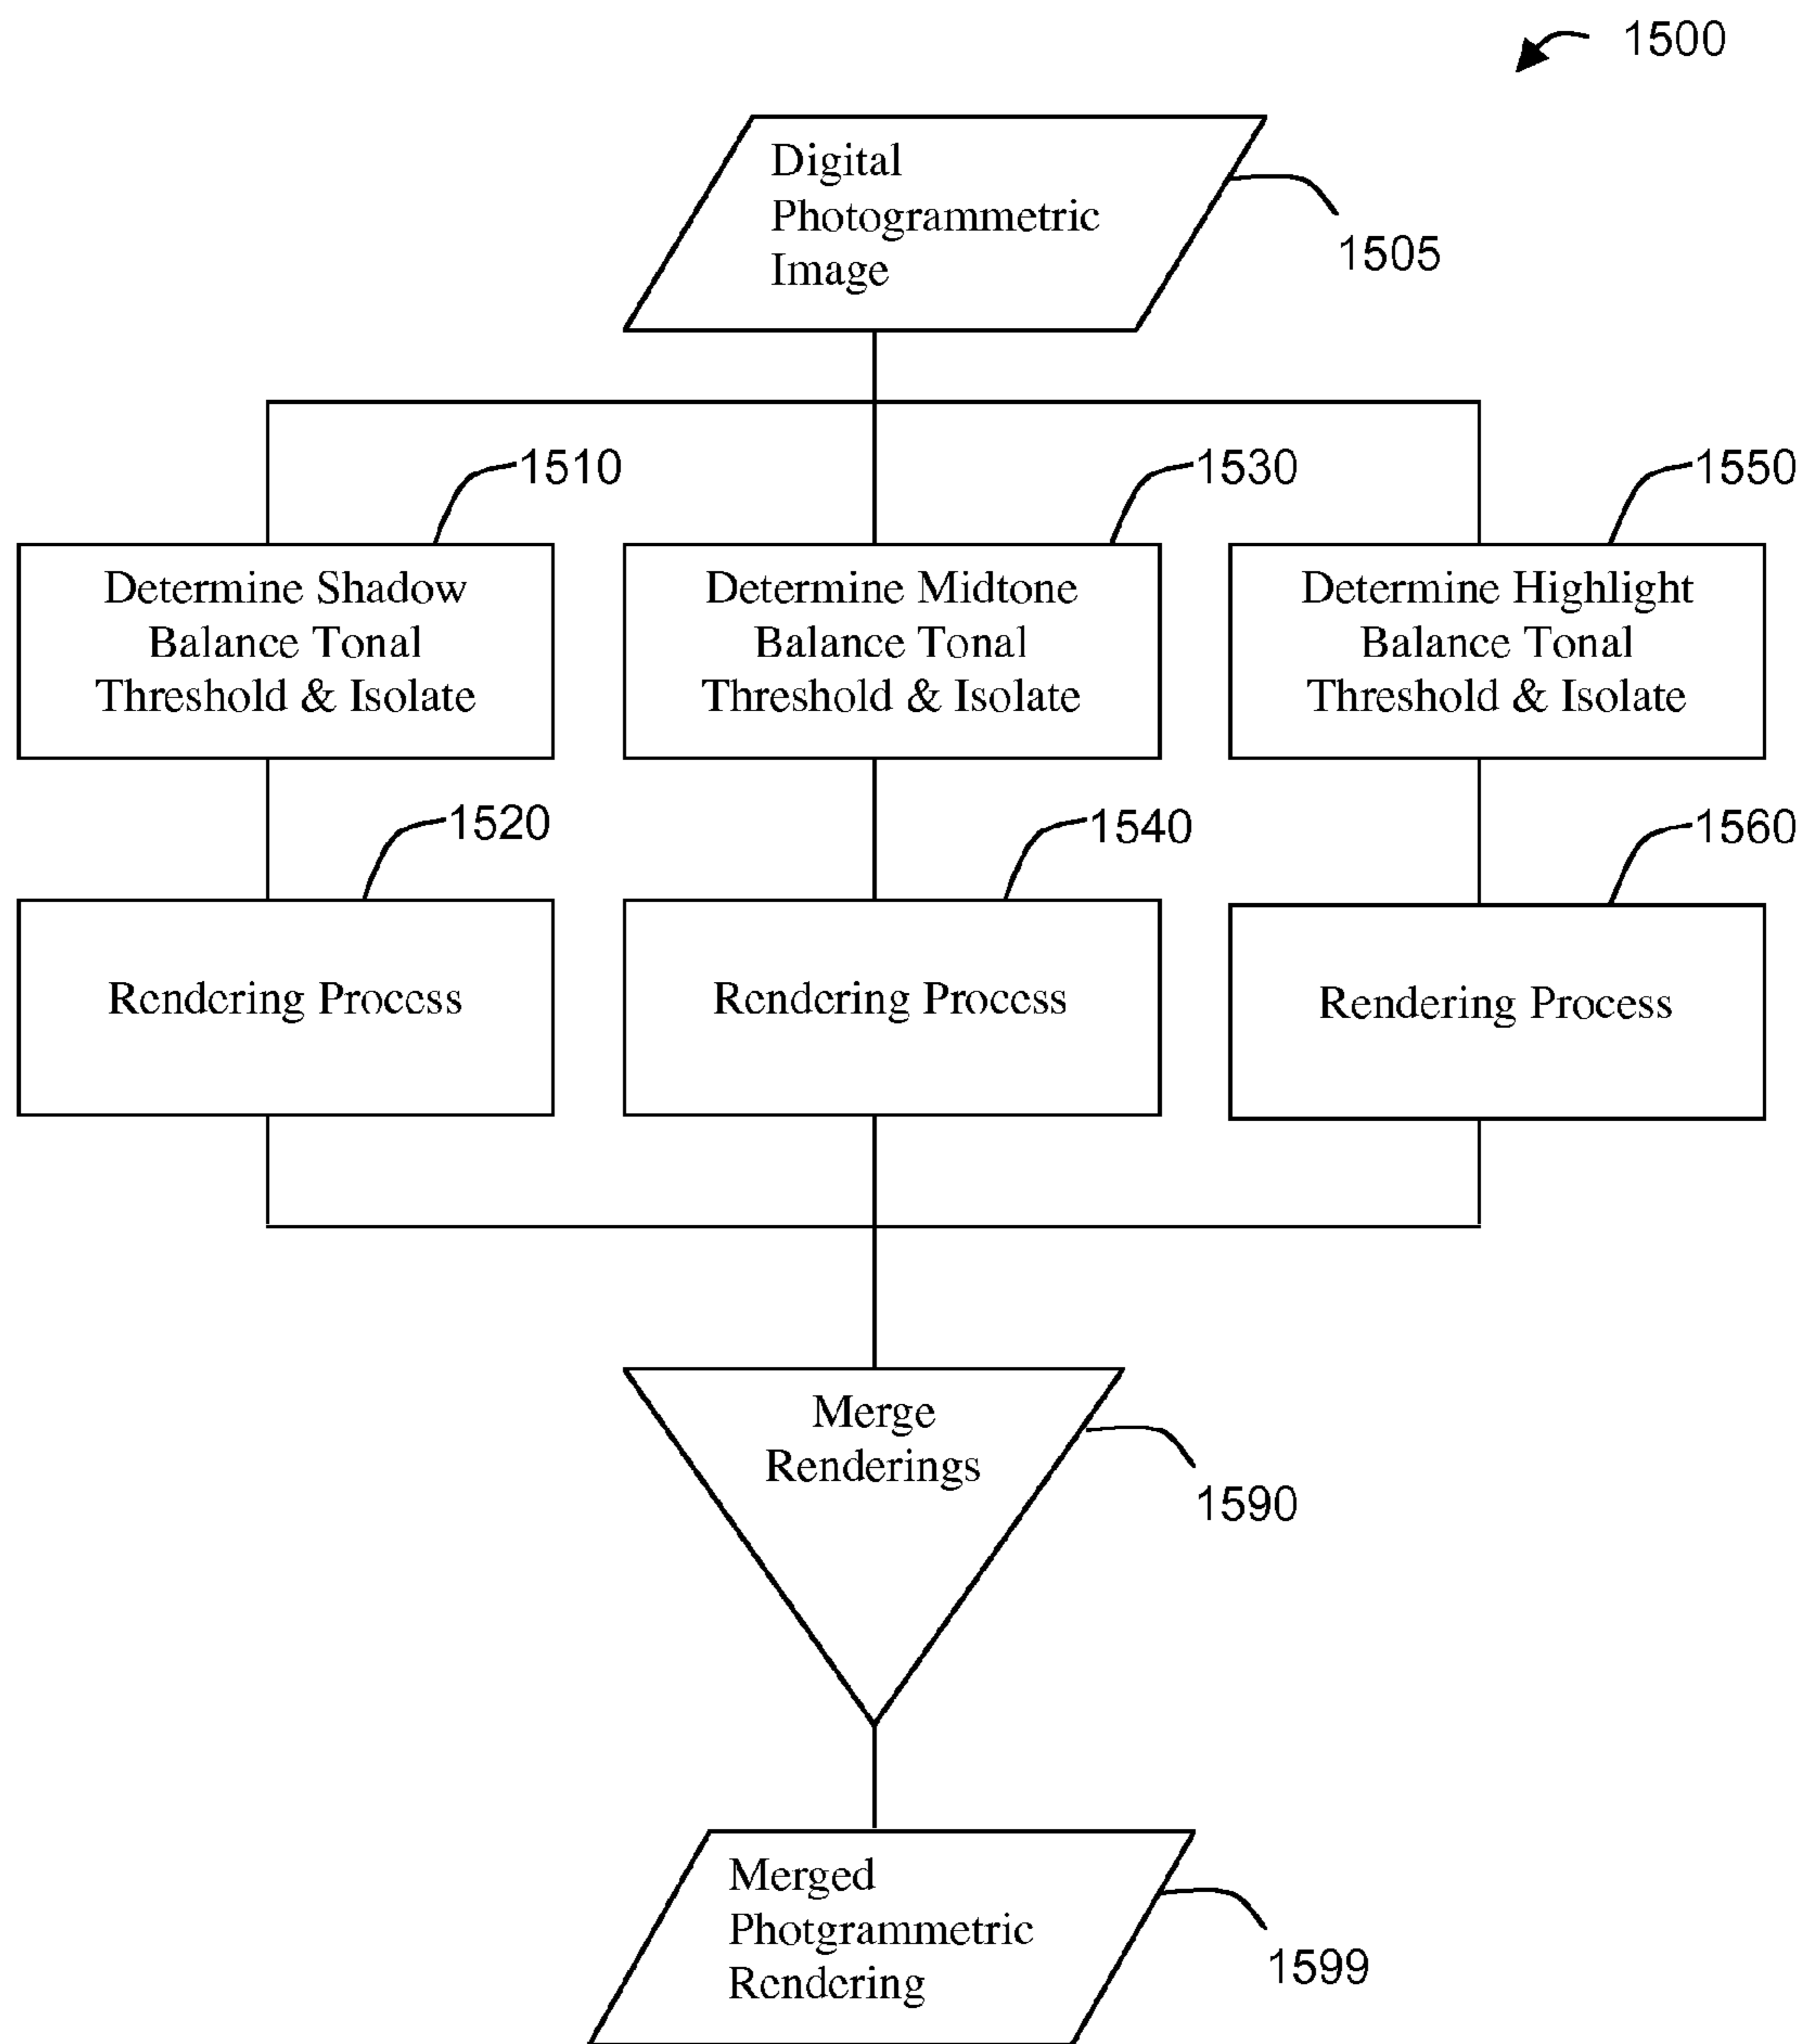 1500
Digital
Photogrammetric
Image
1505
1510
1530
1550
Determine Shadow
Balance Tonal
Threshold & Isolate
Determine Midtone
Balance Tonal
Threshold & Isolate
Determine Highlight
Balance Tonal
Threshold & Isolate
1520
1540
1560
Rendering Process
Rendering Process
Rendering Process
Merge
Renderings
1590
Merged
Photgrammetric
Rendering
1599